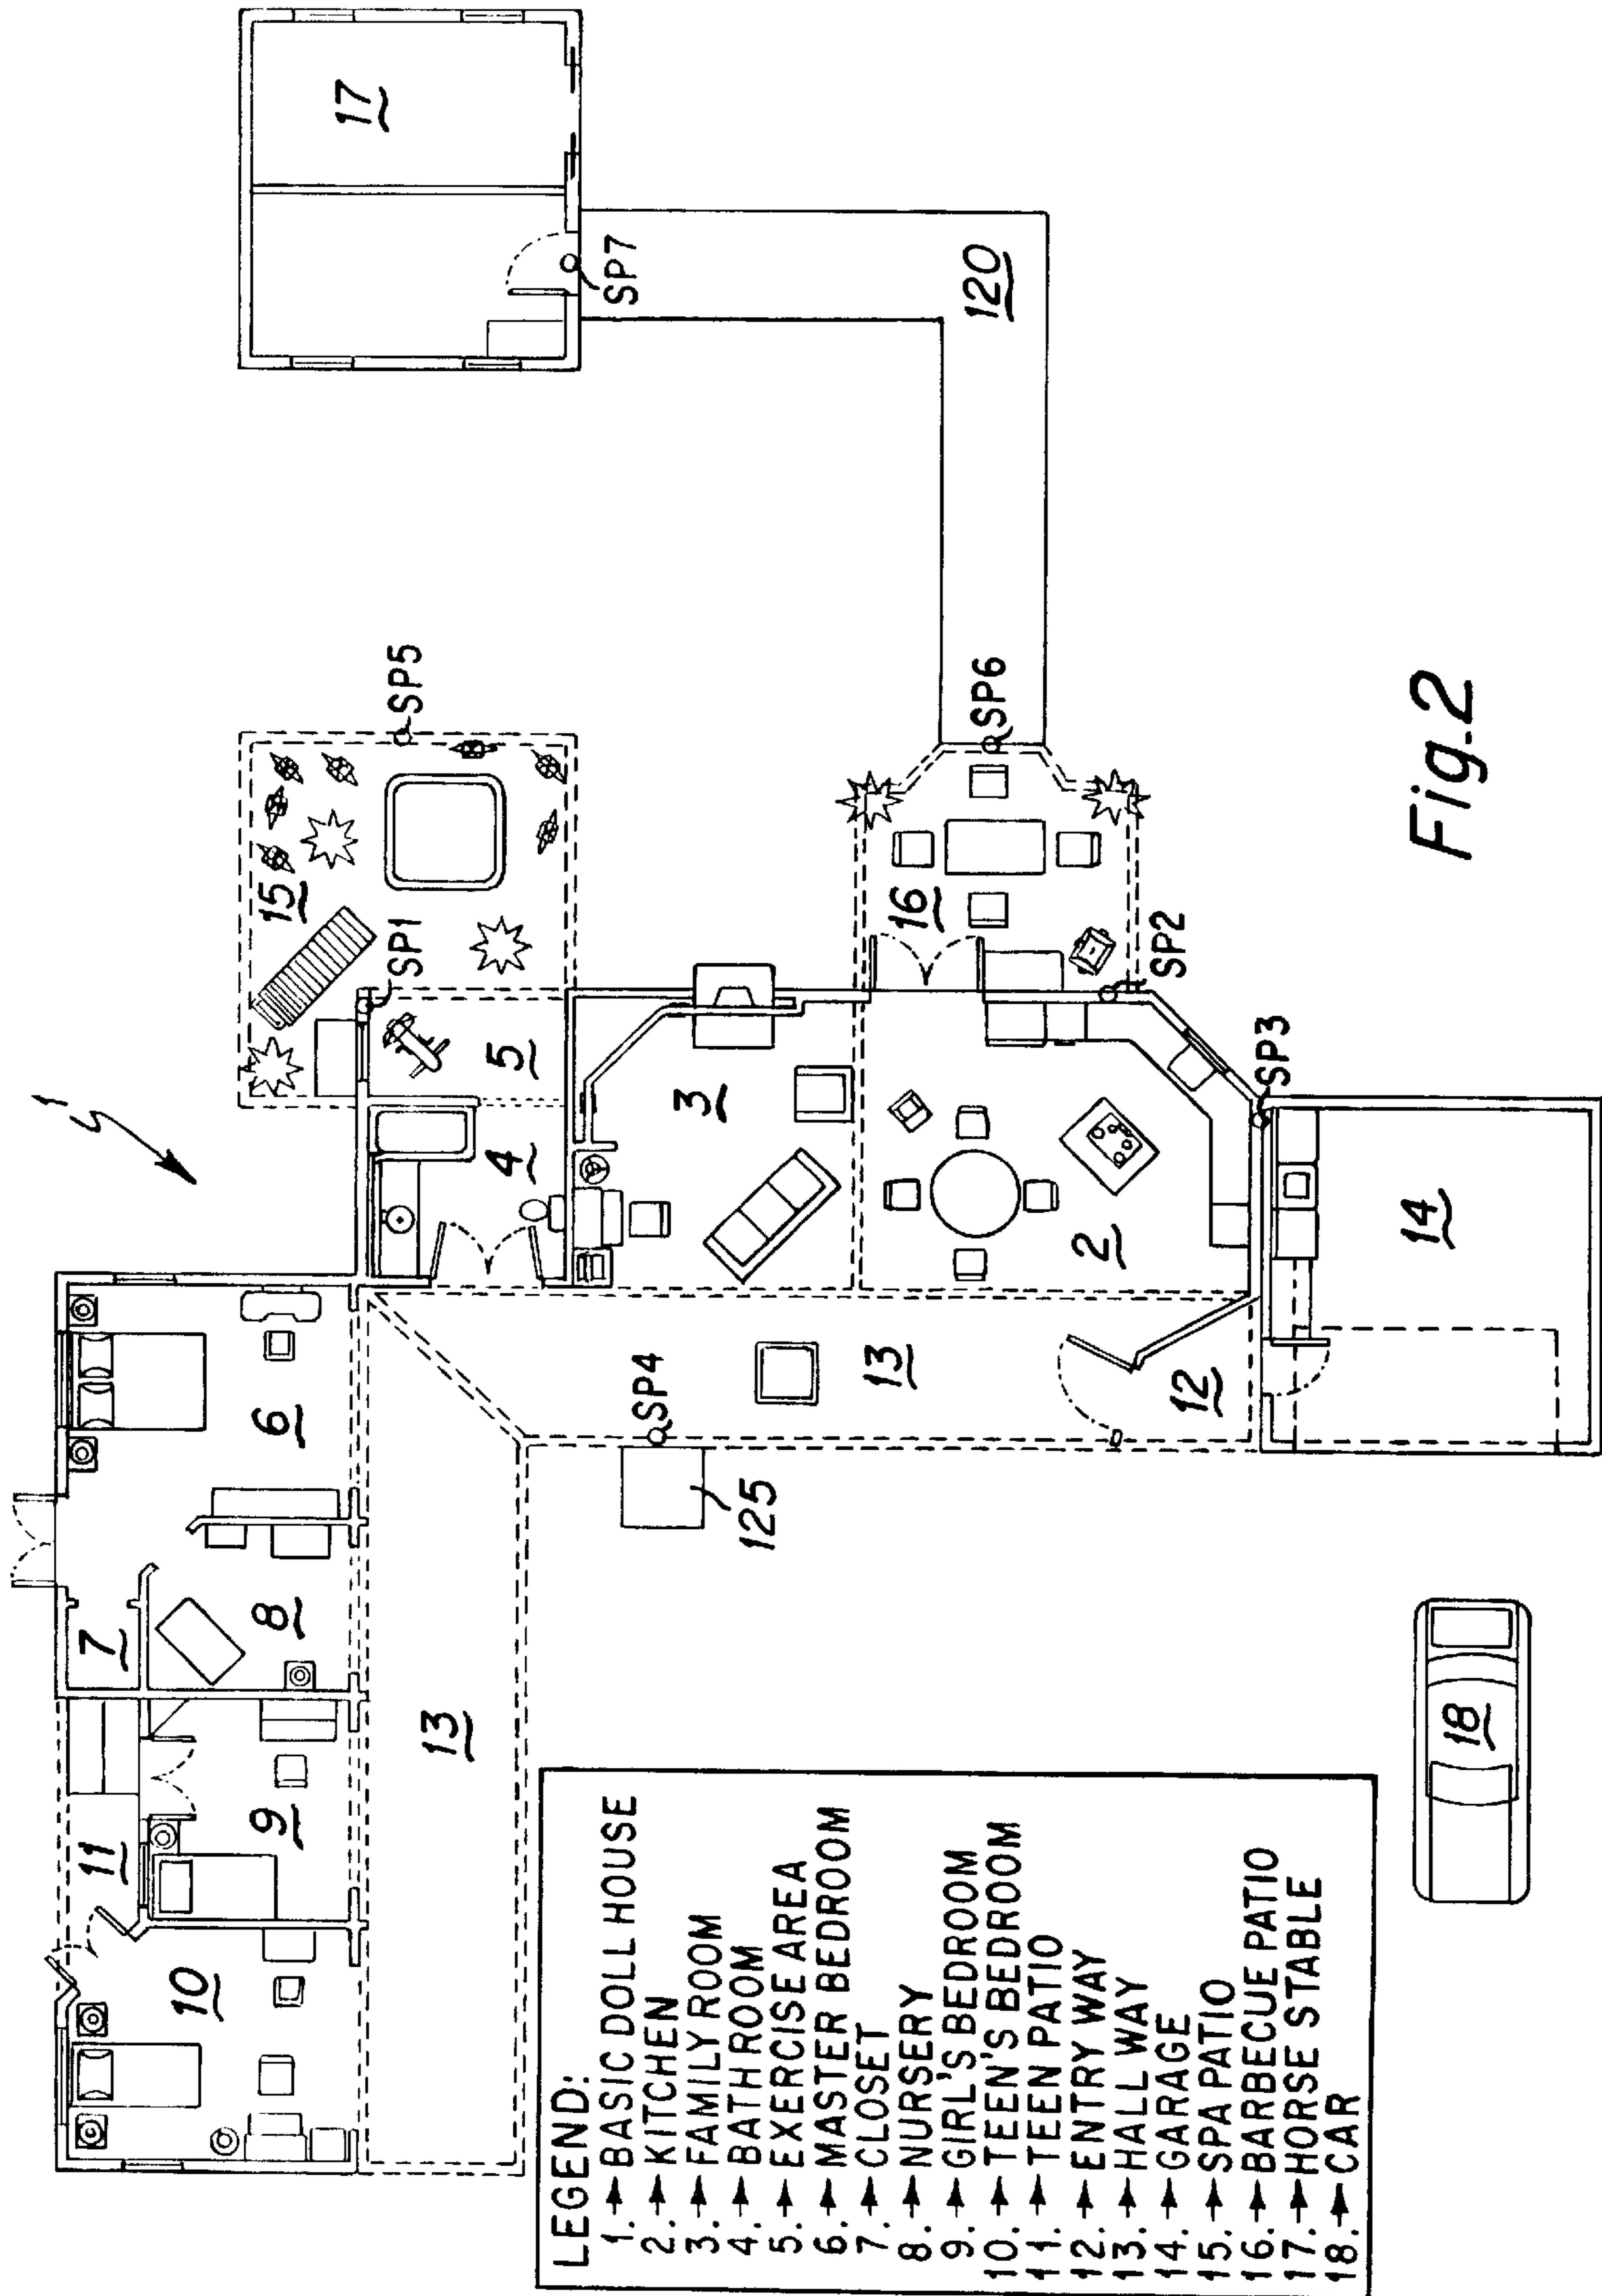 1
17
SP7
120
15
SP5
SP1
5
4
3
16
SP6
SP2
SP3
2
14
6
7
8
13
SP4
125
13
12
11
9
10
18
LEGEND:
1.→BASIC DOLL HOUSE
2.→KITCHEN
3.→FAMILY ROOM
4.→BATHROOM
5.→EXERCISE AREA
6.→MASTER BEDROOM
7.→CLOSET
8.→NURSERY
9.→GIRL'S BEDROOM
10.→TEEN'S BEDROOM
11.→TEEN PATIO
12.→ENTRY WAY
13.→HALL WAY
14.→GARAGE
15.→SPA PATIO
16.→BARBECUE PATIO
17.→HORSE STABLE
18.→CAR
Fig.2